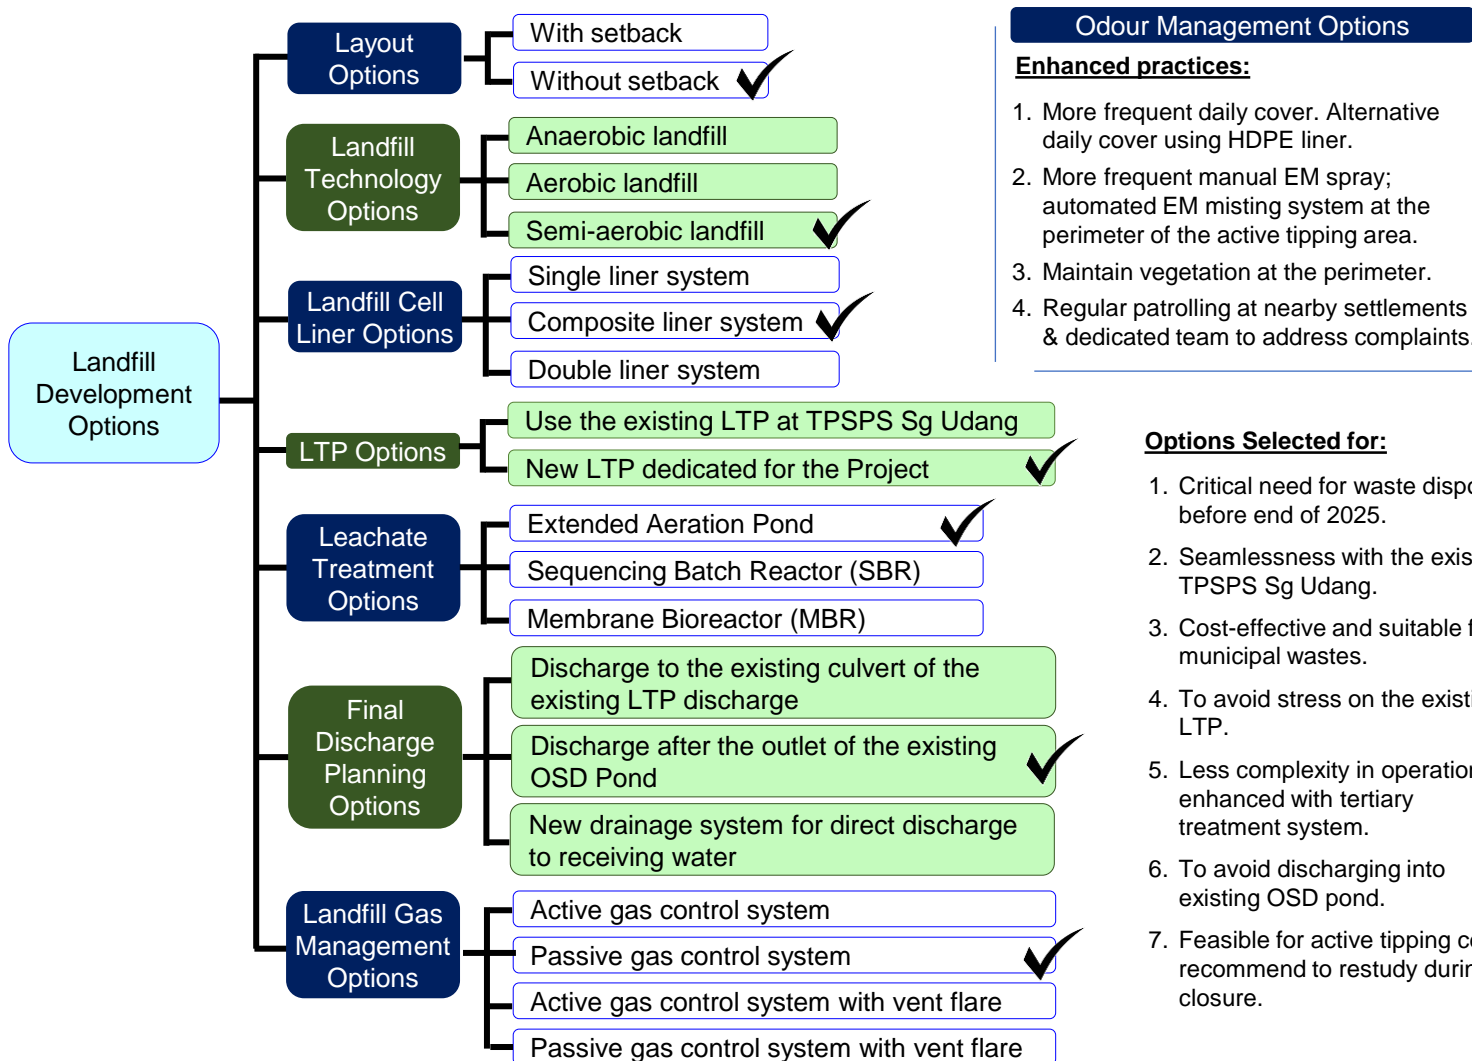 Landfill
Development
Options
Layout
Options
With setback
Without setback
Landfill
Technology
Options
Anaerobic landfill
Aerobic landfill
Semi-aerobic landfill
Landfill Cell
Liner Options
Single liner system
Composite liner system
Double liner system
LTP Options
Use the existing LTP at TPSPS Sg Udang
New LTP dedicated for the Project
Leachate
Treatment
Options
Extended Aeration Pond
Sequencing Batch Reactor (SBR)
Membrane Bioreactor (MBR)
Final
Discharge
Planning
Options
Discharge to the existing culvert of the
existing LTP discharge
Discharge after the outlet of the existing
OSD Pond
New drainage system for direct discharge
to receiving water
Landfill Gas
Management
Options
Active gas control system
Passive gas control system
Active gas control system with vent flare
Passive gas control system with vent flare
Odour Management Options
Enhanced practices:
1. More frequent daily cover. Alternative
daily cover using HDPE liner.
2. More frequent manual EM spray;
automated EM misting system at the
perimeter of the active tipping area.
3. Maintain vegetation at the perimeter.
4. Regular patrolling at nearby settlements
& dedicated team to address complaints.
Options Selected for:
1. Critical need for waste
before end of 2025.
2. Seamlessness with the
TPSPS Sg Udang.
3. Cost-effective and suitable
municipal wastes.
4. To avoid stress on the
LTP.
5. Less complexity in
enhanced with tertiary
treatment system.
6. To avoid discharging into
existing OSD pond.
7. Feasible for active tipping
recommend to restudy
closure.